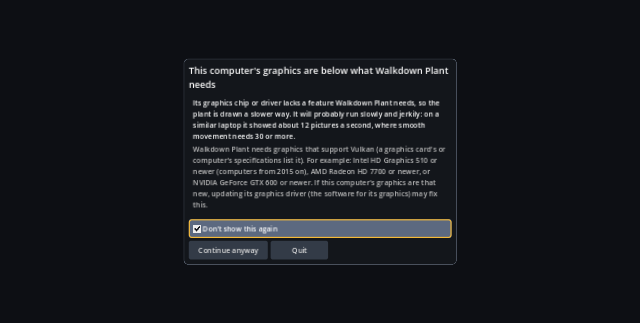 This computer's graphics are below what Walkdown Plant
needs
Its graphics chip or driver lacks a feature Walkdown Plant needs, so the
plant is drawn a slower way. It will probably run slowly and jerkily: on a
similar laptop it showed about 12 pictures a second, where smooth
movement needs 30 or more.
Walkdown Plant needs graphics that support Vulkan (a graphics card's or
computer's specifications list it). For example: Intel HD Graphics 510 or
newer (computers from 2015 on), AMD Radeon HD 7700 or newer, or
NVIDIA GeForce GTX 600 or newer. If this computer's graphics are that
new, updating its graphics driver (the software for its graphics) may fix
this.
Don't show this again
Continue anyway
Quit